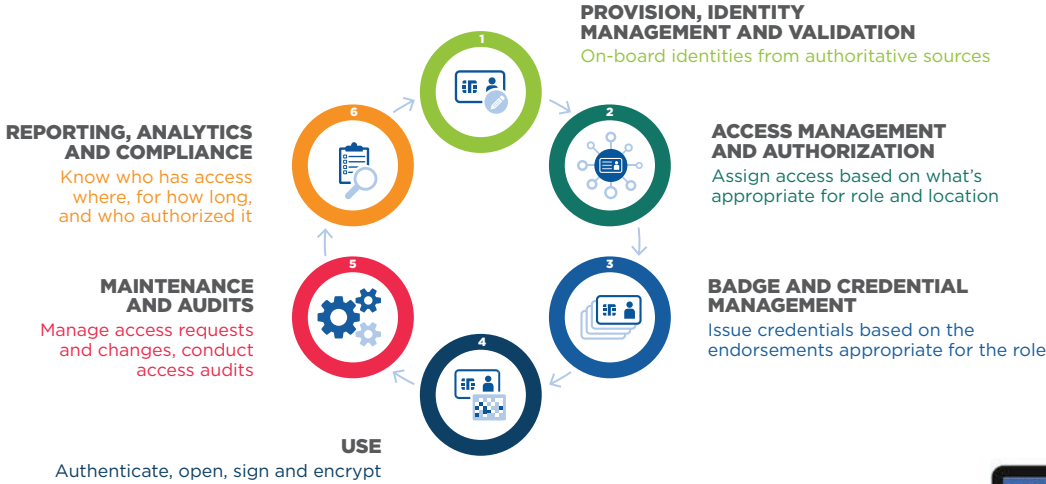 1
PROVISION, IDENTITY
MANAGEMENT AND VALIDATION
On-board identities from authoritative sources
2
ACCESS MANAGEMENT
AND AUTHORIZATION
Assign access based on what's
appropriate for role and location
3
BADGE AND CREDENTIAL
MANAGEMENT
Issue credentials based on the
endorsements appropriate for the role
4
USE
Authenticate, open, sign and encrypt
5
MAINTENANCE
AND AUDITS
Manage access requests
and changes, conduct
access audits
6
REPORTING, ANALYTICS
AND COMPLIANCE
Know who has access
where, for how long,
and who authorized it